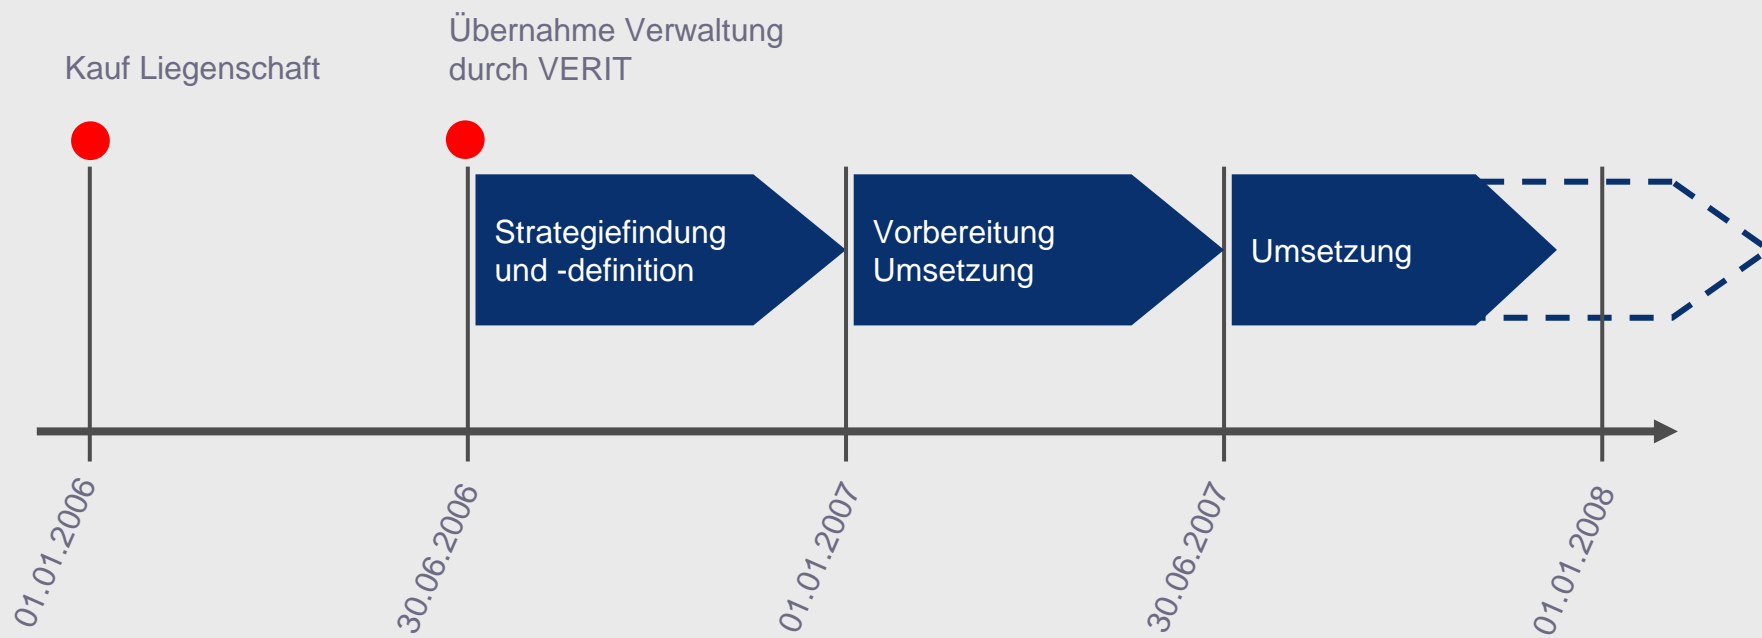 Kauf Liegenschaft
Übernahme Verwaltung
durch VERIT
Strategiefindung
und -definition
Vorbereitung
Umsetzung
Umsetzung
01.01.2006
30.06.2006
01.01.2007
30.06.2007
01.01.2008